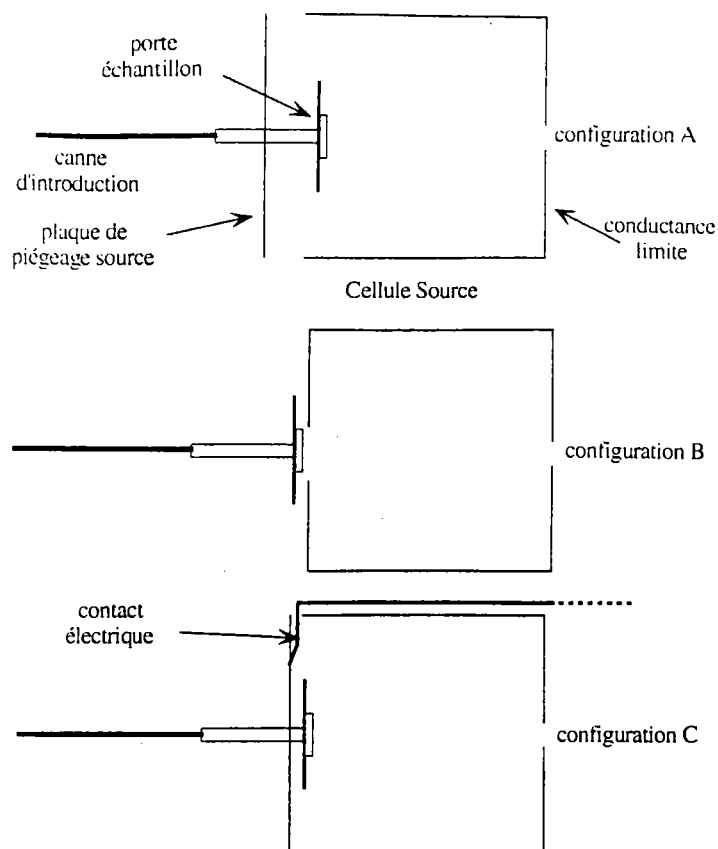 porte
échantillon
configuration A
canne
d'introduction
plaque de
piégeage source
conductance
limite
Cellule Source
configuration B
contact
électrique
configuration C